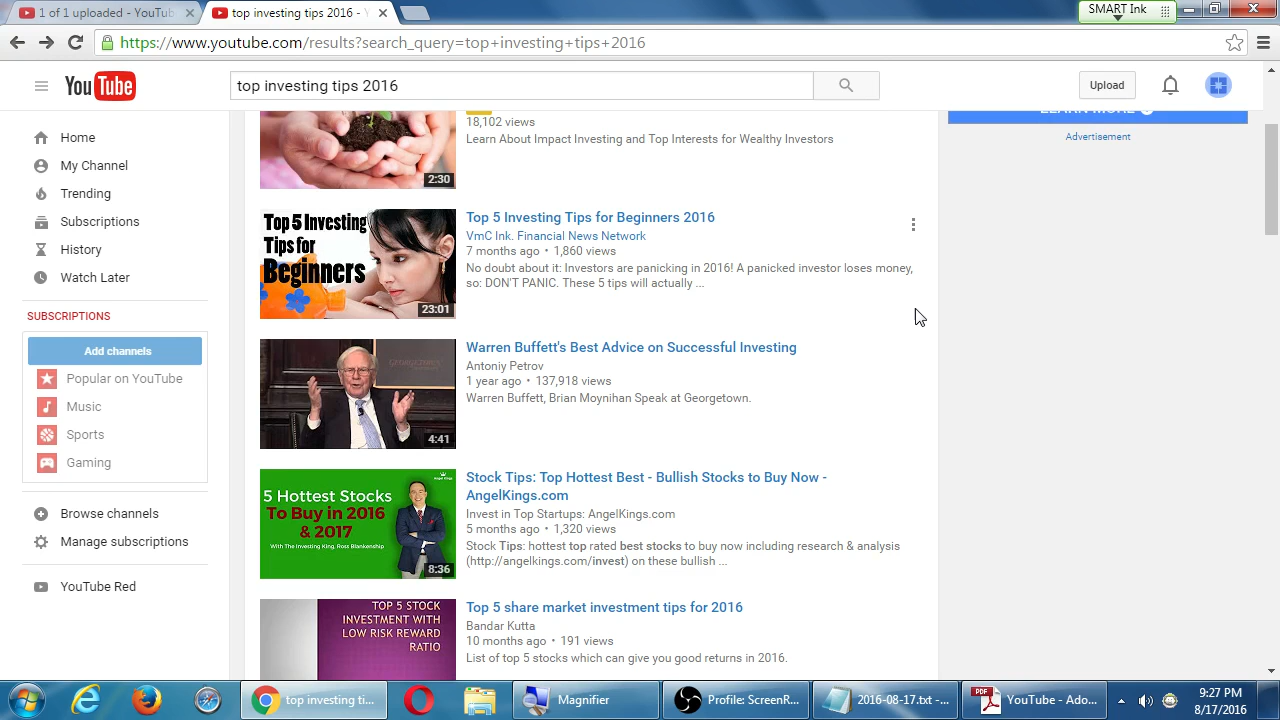 1 of 1 uploaded - YouTub
top investing tips 2016 -
SMART Ink
https://www.youtube.com/results?search_query=top+investing+tips+2016
YouTube
top investing tips 2016
Upload
Home
My Channel
Trending
Subscriptions
History
Watch Later
SUBSCRIPTIONS
Add channels
Popular on YouTube
Music
Sports
Gaming
Browse channels
Manage subscriptions
YouTube Red
18,102 views
Learn About Impact Investing and Top Interests for Wealthy Investors
2:30
Top 5 Investing
Tips for
Beginners
23:01
Top 5 Investing Tips for Beginners 2016
VmC Ink. Financial News Network
7 months ago • 1,860 views
No doubt about it: Investors are panicking in 2016! A panicked investor loses money,
so: DON'T PANIC. These 5 tips will actually ...
GEORGETOWN
4:41
Warren Buffett's Best Advice on Successful Investing
Antoniy Petrov
1 year ago • 137,918 views
Warren Buffett, Brian Moynihan Speak at Georgetown.
Angel Kings
5 Hottest Stocks
To Buy in 2016
& 2017
With The Investing King, Ross Blankenship
8:36
Stock Tips: Top Hottest Best - Bullish Stocks to Buy Now -
AngelKings.com
Invest in Top Startups: AngelKings.com
5 months ago • 1,320 views
Stock Tips: hottest top rated best stocks to buy now including research & analysis
(http://angelkings.com/invest) on these bullish ...
TOP 5 STOCK
INVESTMENT WITH
LOW RISK REWARD
RATIO
Top 5 share market investment tips for 2016
Bandar Kutta
10 months ago • 191 views
List of top 5 stocks which can give you good returns in 2016.
LEARN MORE
Advertisement
top investing ti...
Magnifier
Profile: ScreenR...
2016-08-17.txt -...
PDF
YouTube - Ado...
9:27 PM
8/17/2016